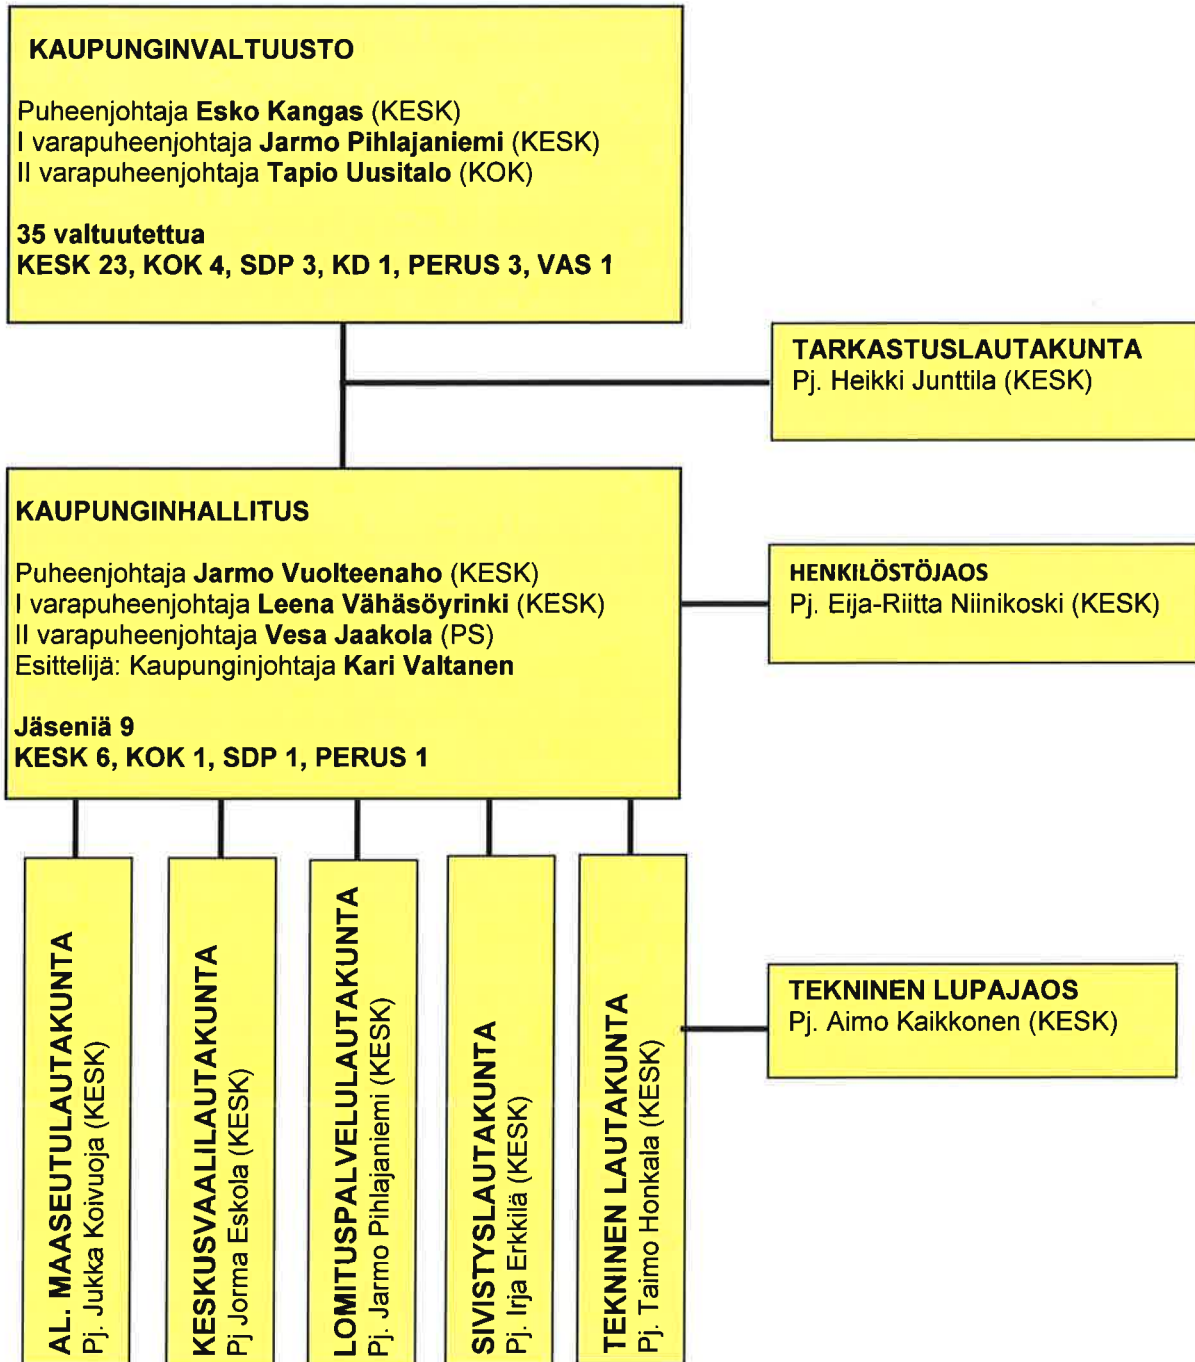 KAUPUNGINVALTUUSTO
Puheenjohtaja Esko Kangas (KESK)
I varapuheenjohtaja Jarmo Pihlajaniemi (KESK)
II varapuheenjohtaja Tapio Uusitalo (KOK)
35 valtuutettua
KESK 23, KOK 4, SDP 3, KD 1, PERUS 3, VAS 1
TARKASTUSLAUTAKUNTA
Pj. Heikki Junttila (KESK)
KAUPUNGINHALLITUS
Puheenjohtaja Jarmo Vuolteenaho (KESK)
I varapuheenjohtaja Leena Vähäsöyrinki (KESK)
II varapuheenjohtaja Vesa Jaakola (PS)
Esittelijä: Kaupunginjohtaja Kari Valtanen
Jäseniä 9
KESK 6, KOK 1, SDP 1, PERUS 1
HENKILÖSTÖJAOS
Pj. Eija-Riitta Niinikoski (KESK)
AL. MAASEUTULAUTAKUNTA
Pj. Jukka Koivuoja (KESK)
KESKUSVAALILAUTAKUNTA
Pj Jorma Eskola (KESK)
LOMITUSPALVELULAUTAKUNTA
Pj. Jarmo Pihlajaniemi (KESK)
SIVISTYSLAUTAKUNTA
Pj. Irja Erkkilä (KESK)
TEKNINEN LAUTAKUNTA
Pj. Taimo Honkala (KESK)
TEKNINEN LUPAJAOS
Pj. Aimo Kaikkonen (KESK)